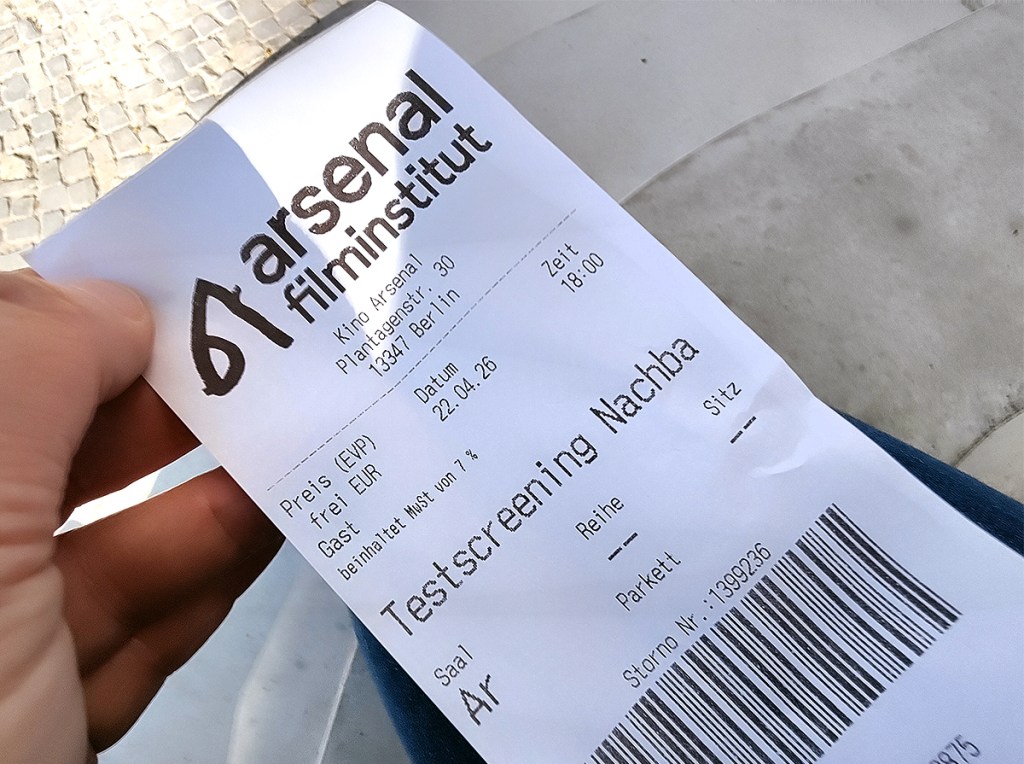 arsenal
filminstitut
Kino Arsenal
Plantagenstr. 30
13347 Berlin
Datum Zeit
22.04.26 18:00
Preis (EVP)
frei EUR
Gast
beinhaltet MwSt von 7 %
Testscreening Nachba
Saal Reihe Sitz
Ar -- --
Parkett
Storno Nr.:1399236
875